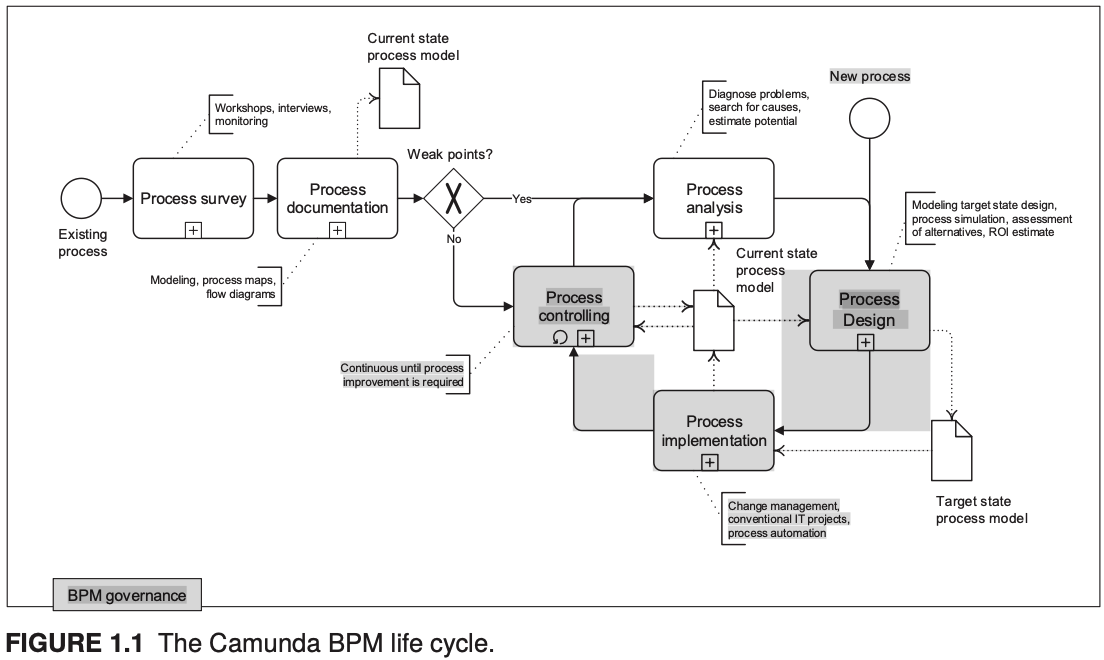 Current state
process model
New process
Workshops, interviews,
monitoring
Diagnose problems,
search for causes,
estimate potential
Weak points?
Process survey
Process
documentation
Yes
Process
analysis
Modeling target state design,
process simulation, assessment
of alternatives, ROI estimate
Existing
process
No
Modeling, process maps,
flow diagrams
Current state
process
model
Process
controlling
Process
Design
Continuous until process
improvement is required
Process
implementation
Target state
process model
Change management,
conventional IT projects,
process automation
BPM governance
FIGURE 1.1 The Camunda BPM life cycle.